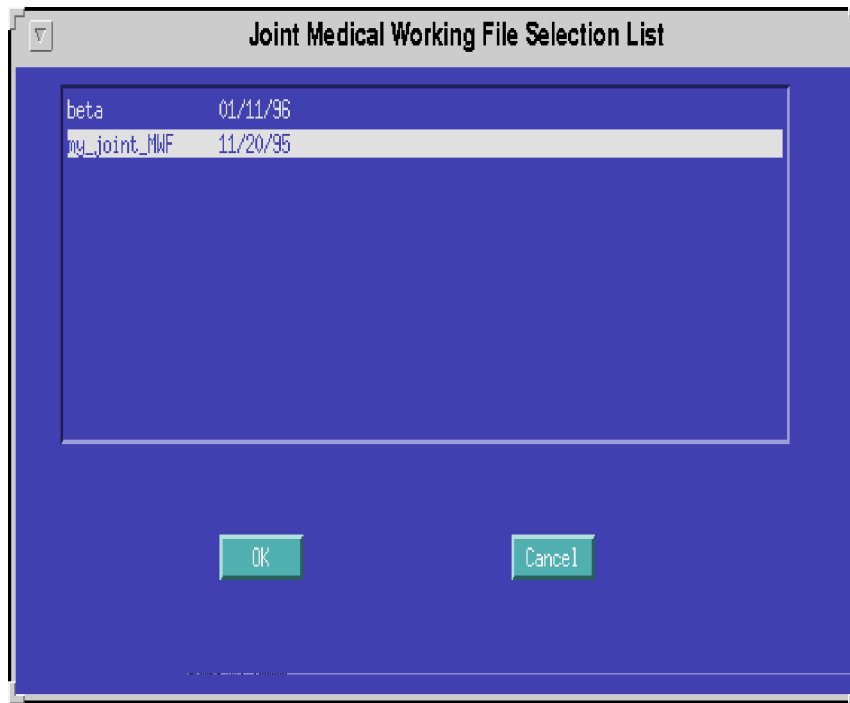 Joint Medical Working File Selection List
beta 01/11/96
my_joint_MWF 11/20/95
OK Cancel